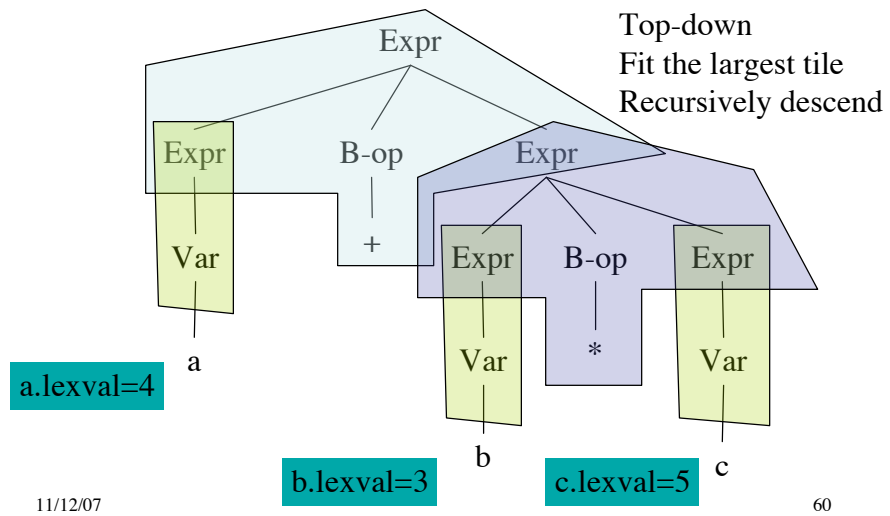 Top-down
Fit the largest tile
Recursively descend
Expr
Expr B-op Expr
+
Var Expr B-op Expr
a Var * Var
a.lexval=4
b c
b.lexval=3 c.lexval=5
11/12/07 60